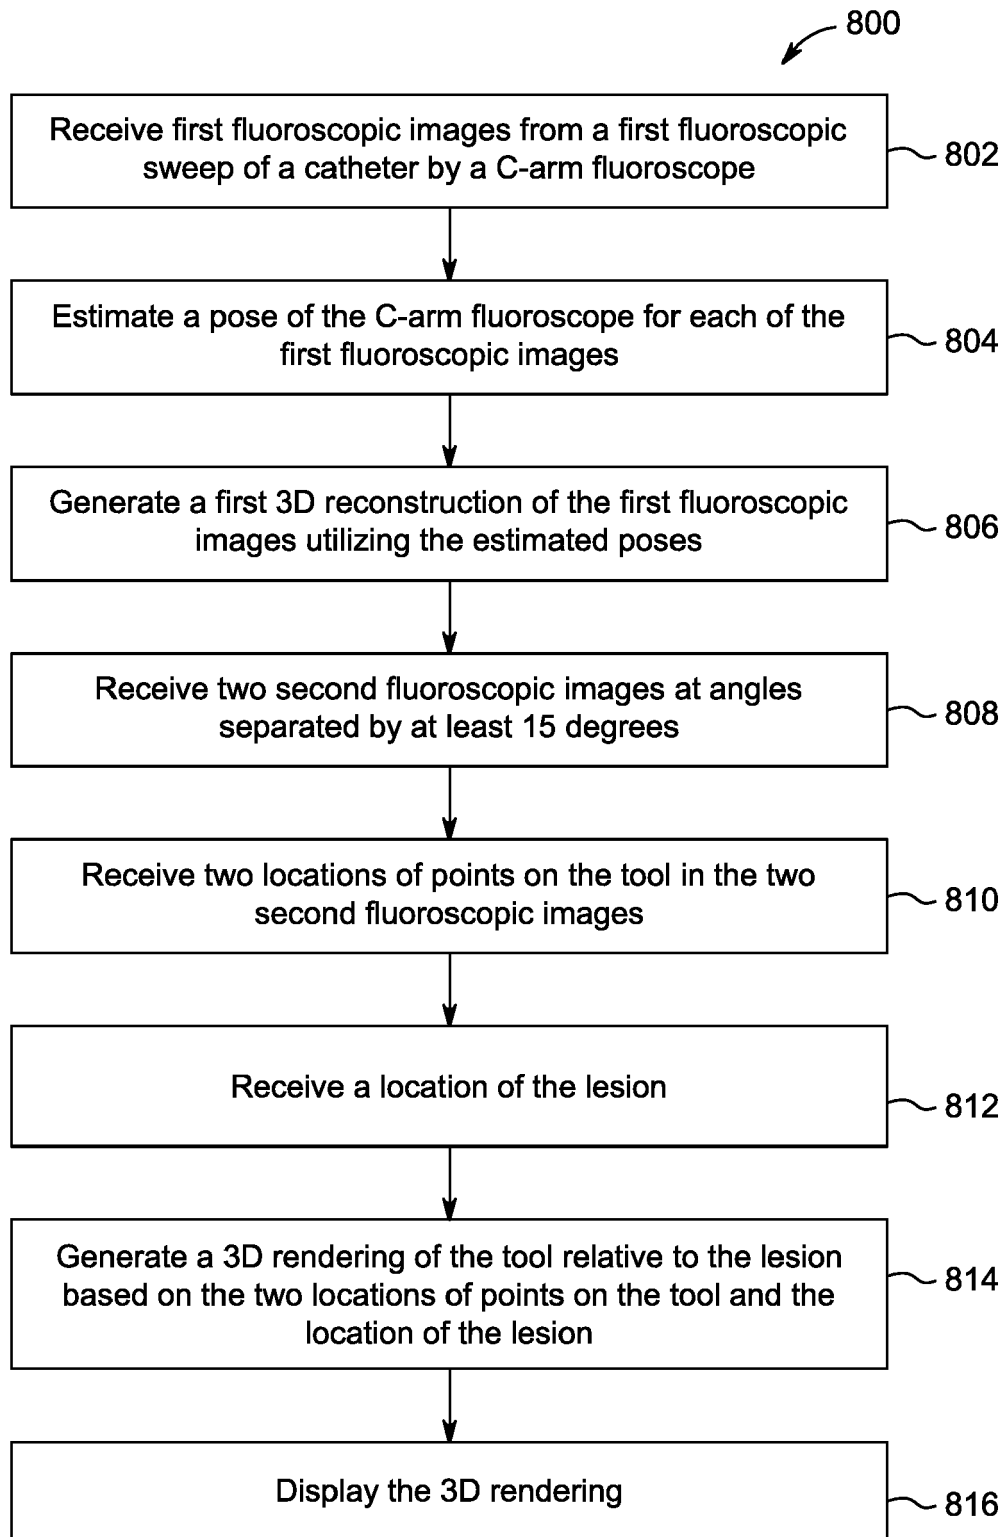 800
Receive first fluoroscopic images from a first fluoroscopic
sweep of a catheter by a C-arm fluoroscope
802
Estimate a pose of the C-arm fluoroscope for each of the
first fluoroscopic images
804
Generate a first 3D reconstruction of the first fluoroscopic
images utilizing the estimated poses
806
Receive two second fluoroscopic images at angles
separated by at least 15 degrees
808
Receive two locations of points on the tool in the two
second fluoroscopic images
810
Receive a location of the lesion
812
Generate a 3D rendering of the tool relative to the lesion
based on the two locations of points on the tool and the
location of the lesion
814
Display the 3D rendering
816